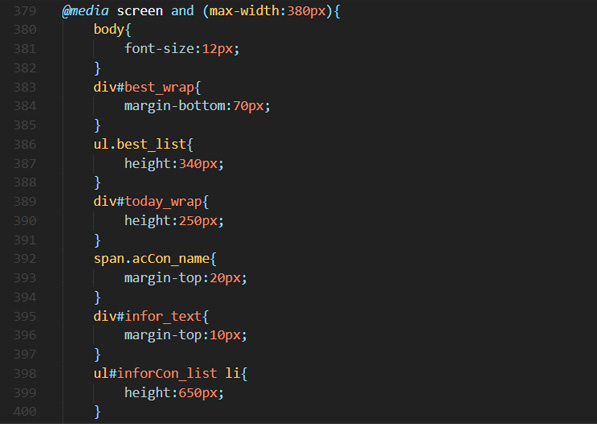 379 @media screen and (max-width:380px){
380 body{
381 font-size:12px;
382 }
383 div#best_wrap{
384 margin-bottom:70px;
385 }
386 ul.best_list{
387 height:340px;
388 }
389 div#today_wrap{
390 height:250px;
391 }
392 span.acCon_name{
393 margin-top:20px;
394 }
395 div#infor_text{
396 margin-top:10px;
397 }
398 ul#inforCon_list li{
399 height:650px;
400 }